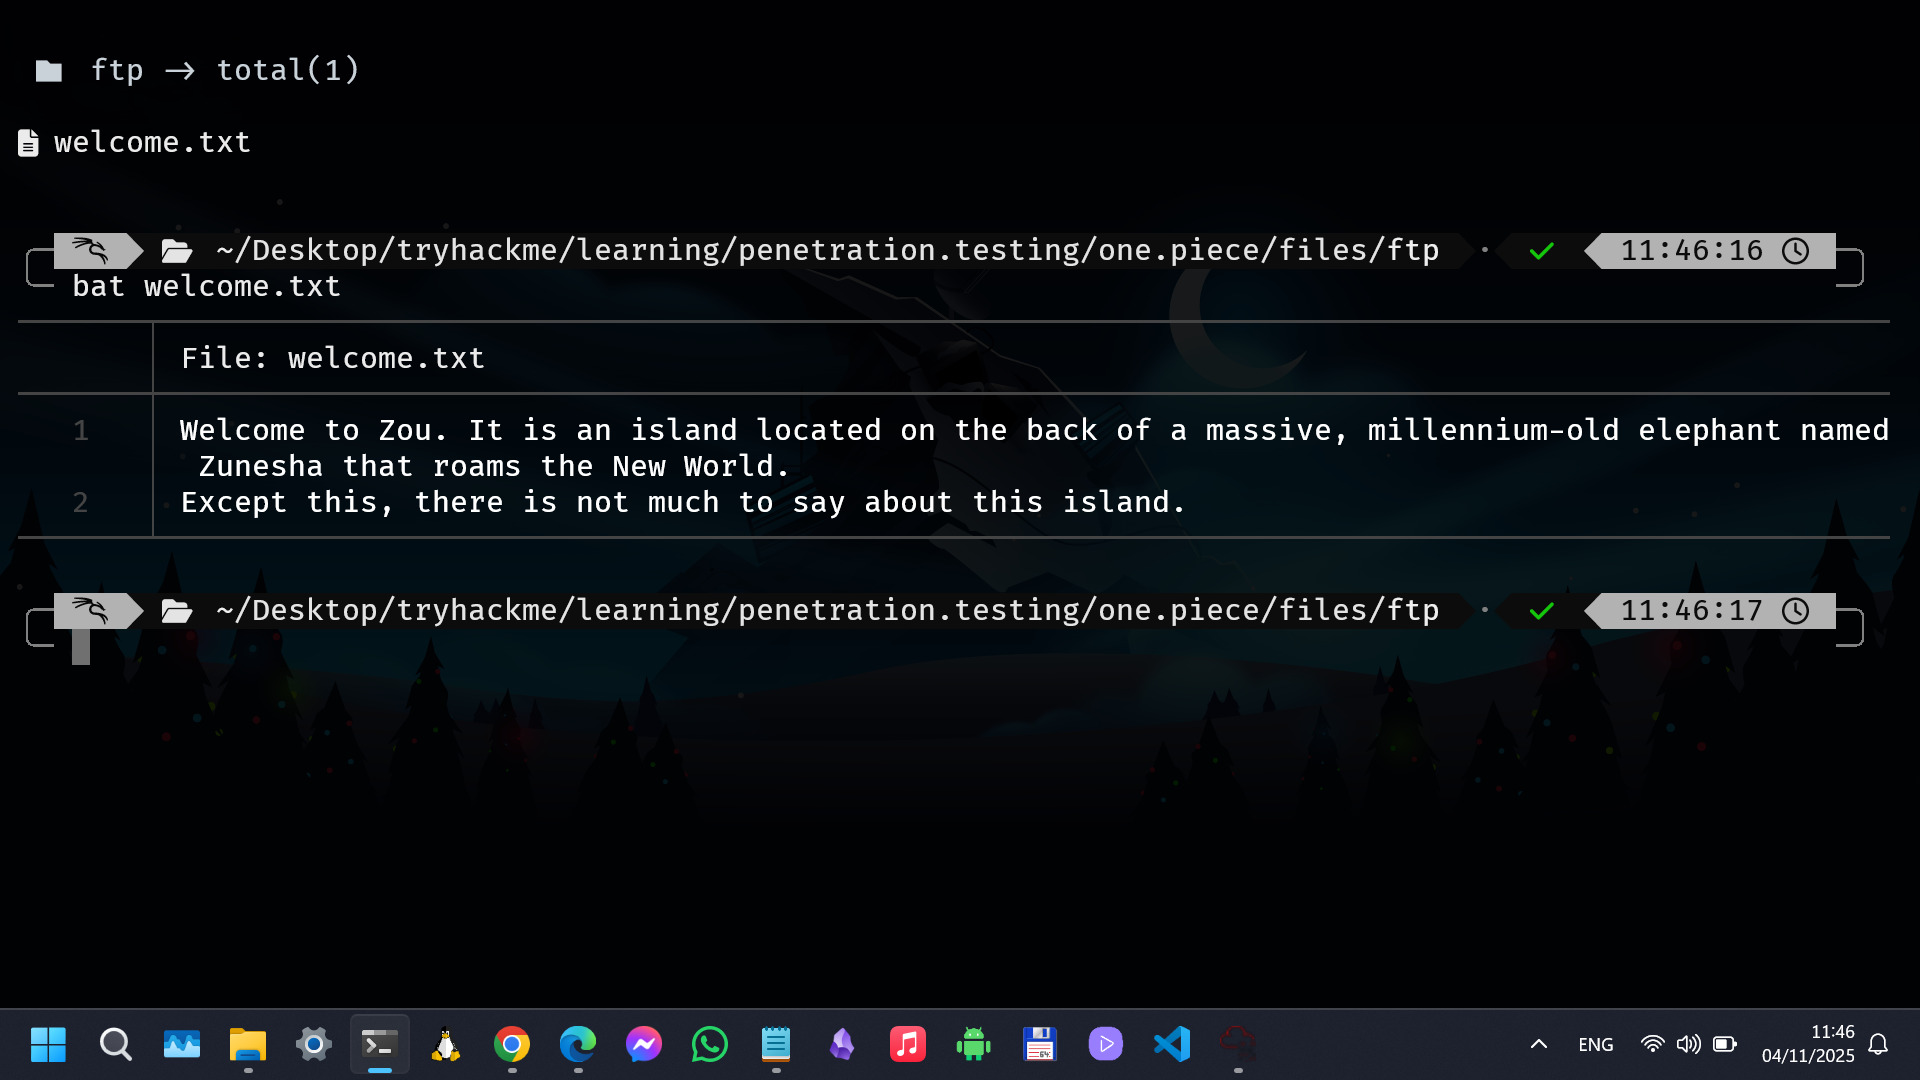 ftp → total(1)
welcome.txt
~/Desktop/tryhackme/learning/penetration.testing/one.piece/files/ftp · ✓ 11:46:16
bat welcome.txt
File: welcome.txt
1 Welcome to Zou. It is an island located on the back of a massive, millennium-old elephant named
Zunesha that roams the New World.
2 Except this, there is not much to say about this island.
~/Desktop/tryhackme/learning/penetration.testing/one.piece/files/ftp · ✓ 11:46:17
64
ENG
11:46
04/11/2025